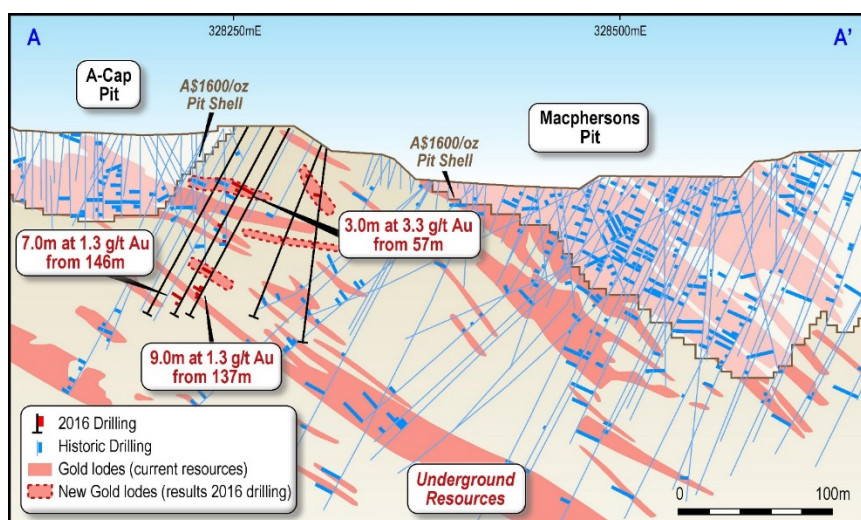 A
328250mE
328500mE
A'
A-Cap
Pit
A$1600/oz
Pit Shell
A$1600/oz
Pit Shell
Macphersons
Pit
7.0m at 1.3 g/t Au
from 146m
3.0m at 3.3 g/t Au
from 57m
9.0m at 1.3 g/t Au
from 137m
2016 Drilling
Historic Drilling
Gold lodes (current resources)
New Gold lodes (results 2016 drilling)
Underground
Resources
0
100m